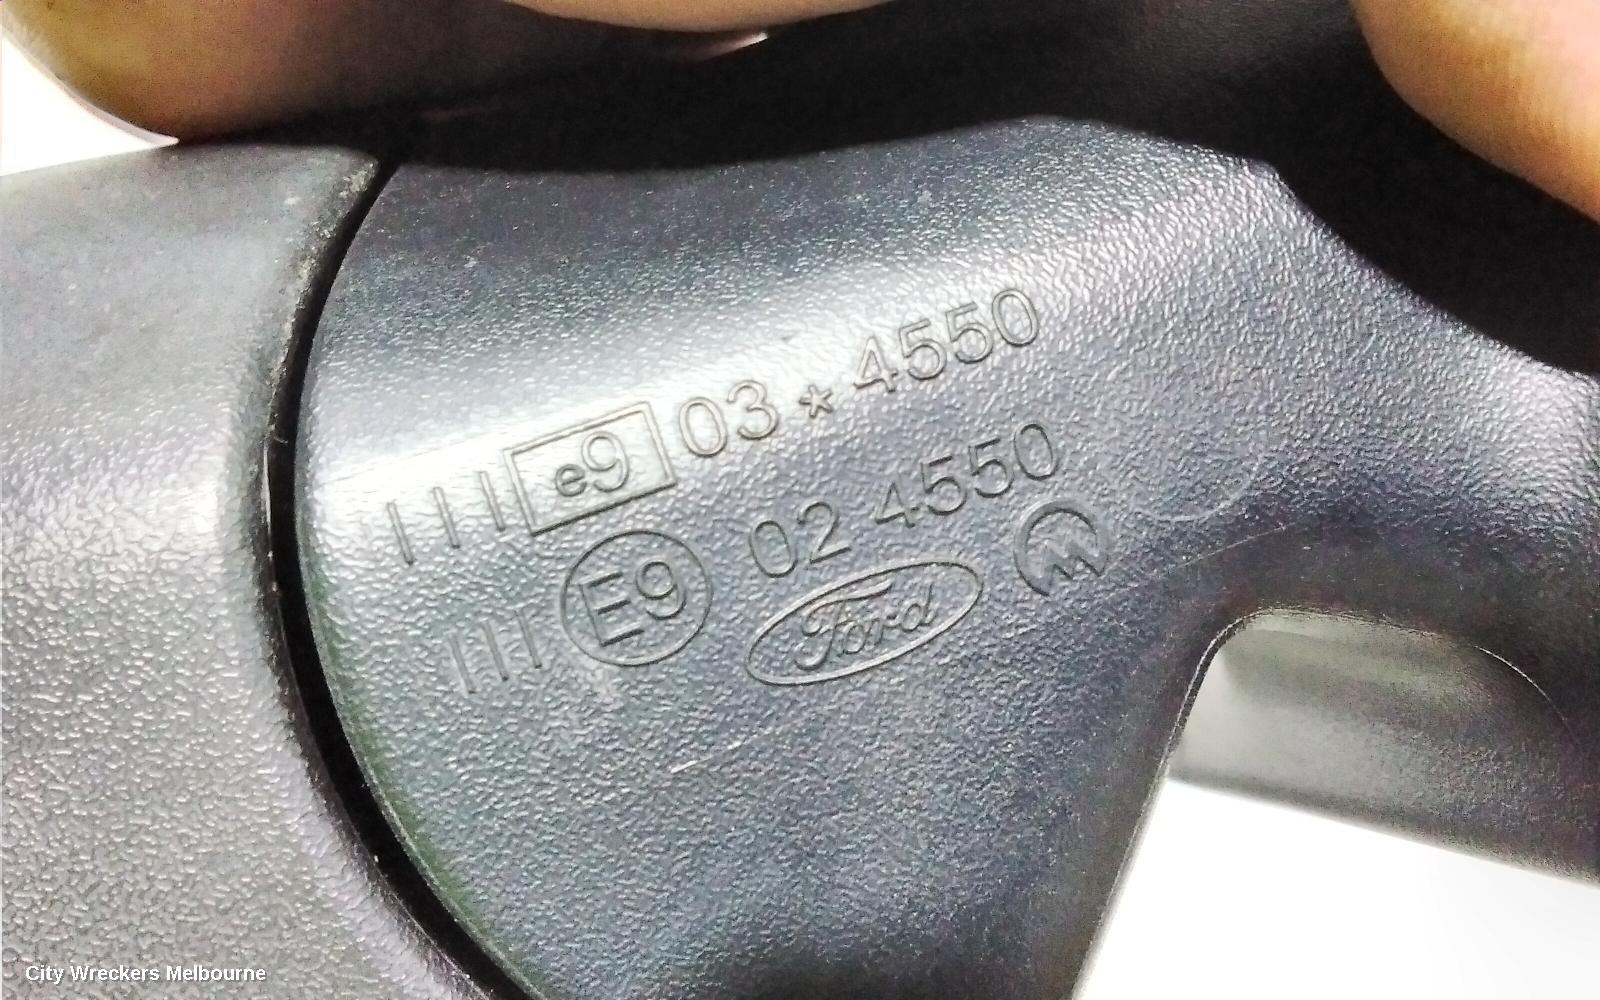 III e9 03*4550
III E9 02 4550
Ford
City Wreckers Melbourne